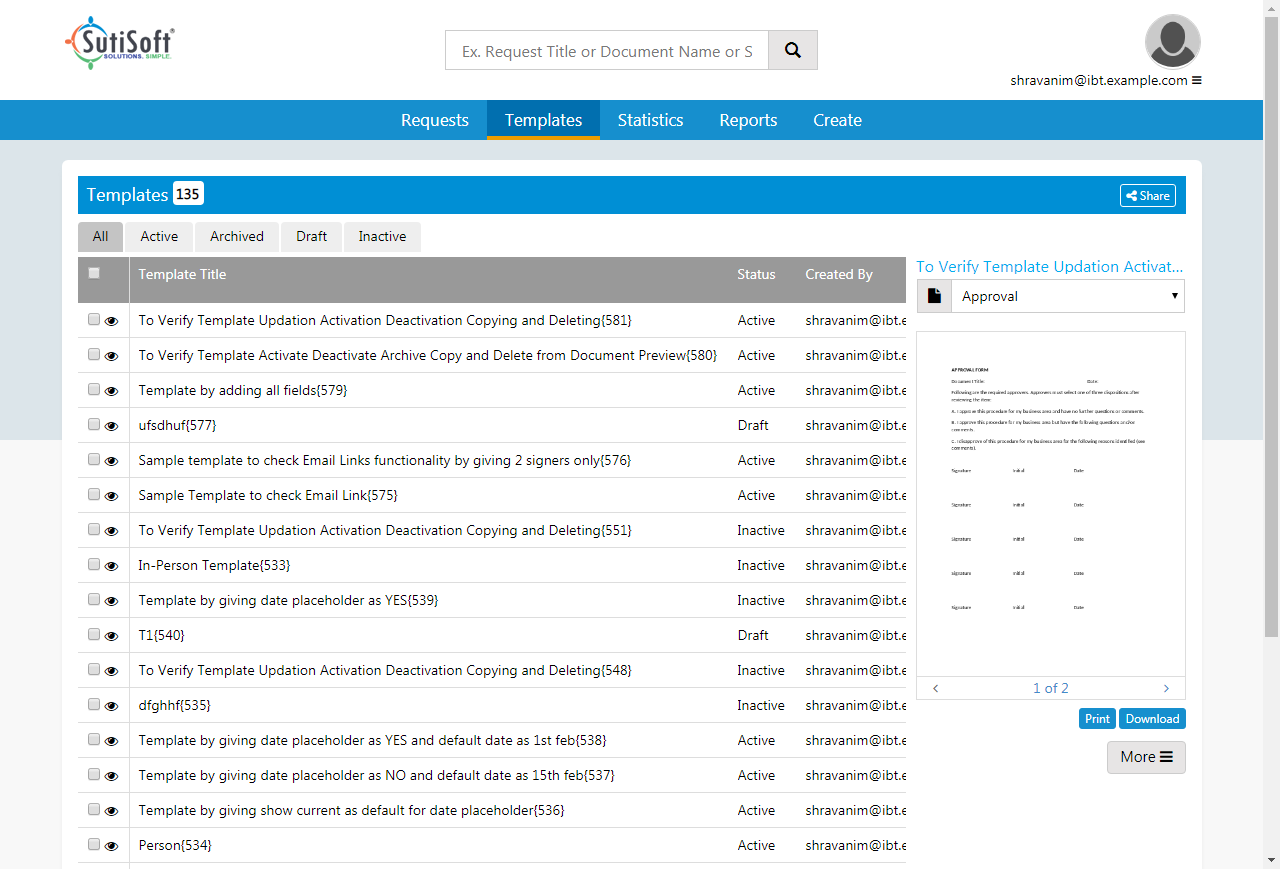 SutiSoft®
SOLUTIONS. SIMPLE.
Ex. Request Title or Document Name or S
shravanim@ibt.example.com
Requests Templates Statistics Reports Create
Templates 135 Share
All Active Archived Draft Inactive
Template Title Status Created By
To Verify Template Updation Activation Deactivation Copying and Deleting{581} Active shravanim@ibt.e
To Verify Template Activate Deactivate Archive Copy and Delete from Document Preview{580} Active shravanim@ibt.e
Template by adding all fields{579} Active shravanim@ibt.e
ufsdhuf{577} Draft shravanim@ibt.e
Sample template to check Email Links functionality by giving 2 signers only{576} Active shravanim@ibt.e
Sample Template to check Email Link{575} Active shravanim@ibt.e
To Verify Template Updation Activation Deactivation Copying and Deleting{551} Inactive shravanim@ibt.e
In-Person Template{533} Inactive shravanim@ibt.e
Template by giving date placeholder as YES{539} Inactive shravanim@ibt.e
T1{540} Draft shravanim@ibt.e
To Verify Template Updation Activation Deactivation Copying and Deleting{548} Inactive shravanim@ibt.e
dfghhf{535} Inactive shravanim@ibt.e
Template by giving date placeholder as YES and default date as 1st feb{538} Active shravanim@ibt.e
Template by giving date placeholder as NO and default date as 15th feb{537} Active shravanim@ibt.e
Template by giving show current as default for date placeholder{536} Active shravanim@ibt.e
Person{534} Active shravanim@ibt.e
To Verify Template Updation Activat...
Approval
APPROVAL FORM
Document Title: Date:
Following are the required approvers. Approvers must select one of three dispositions after
reviewing the item:
A. I approve this procedure for my business area and have no further questions or comments.
B. I approve this procedure for my business area but have the following questions and/or
comments.
C. I disapprove of this procedure for my business area for the following reasons identified (see
comments).
Signature Initial Date
Signature Initial Date
Signature Initial Date
Signature Initial Date
Signature Initial Date
1 of 2
Print Download
More